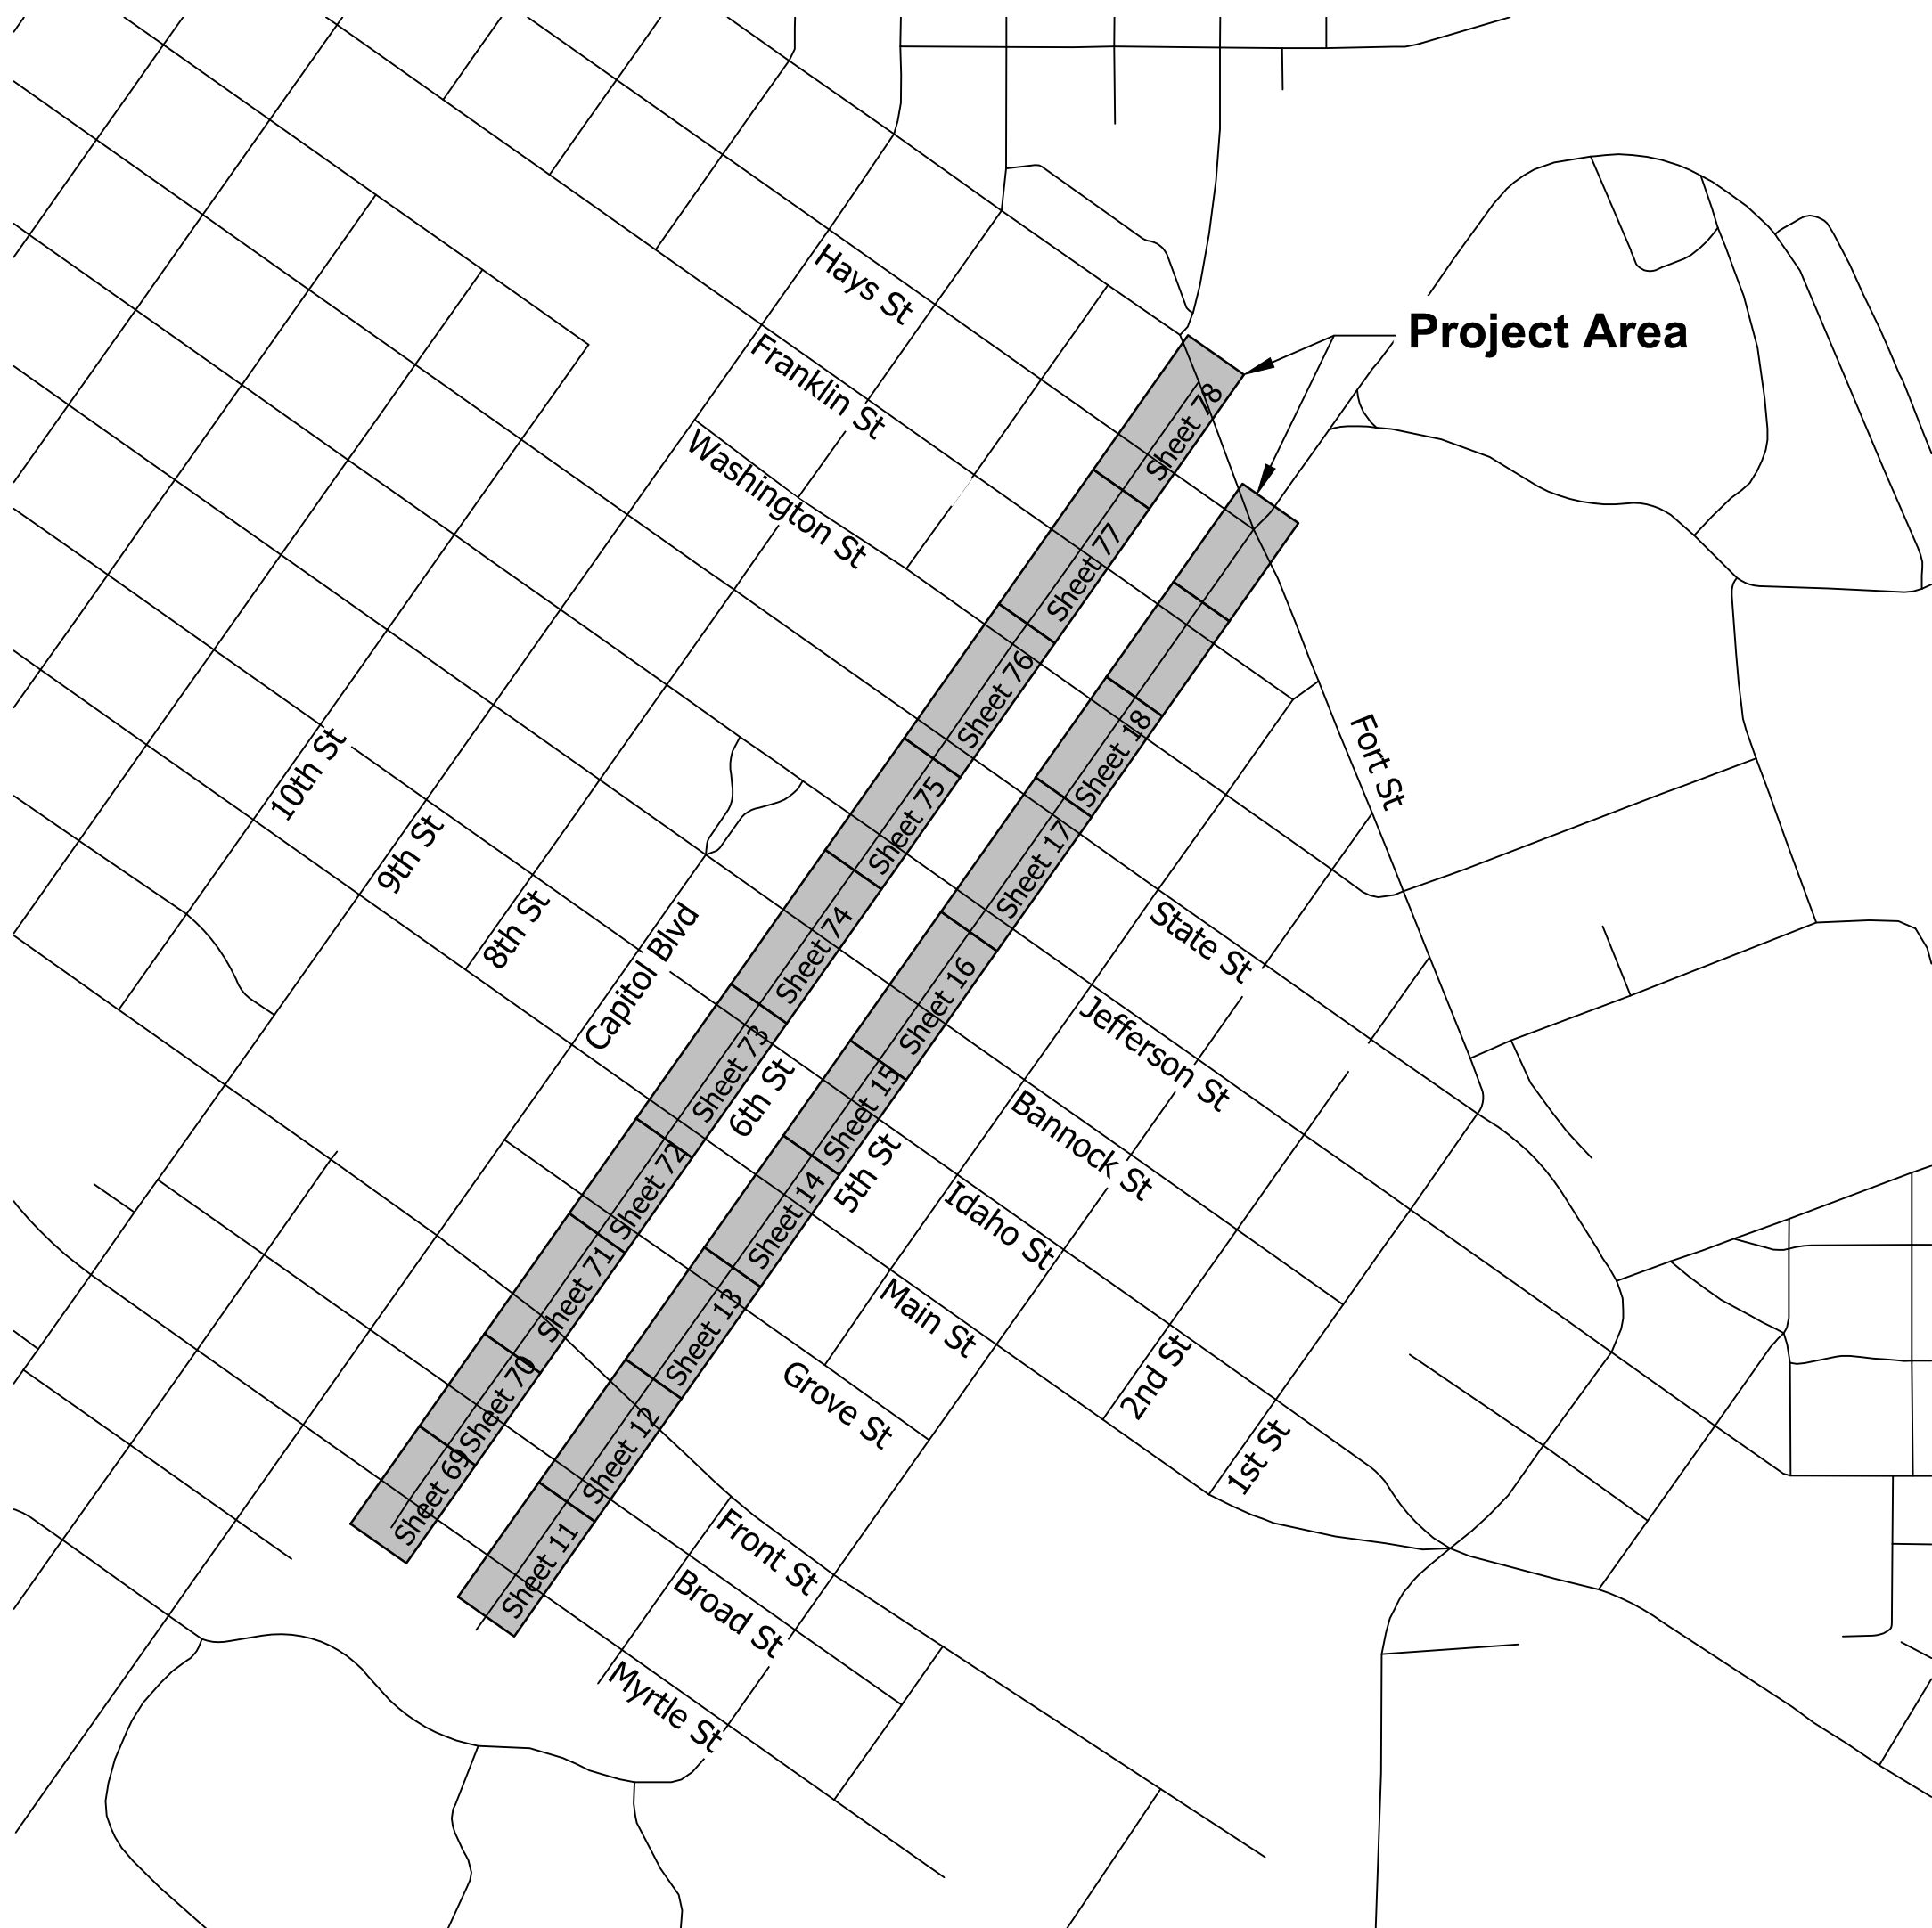 Hays St
Project Area
Franklin St
Washington St
Sheet 78
Sheet 77
Sheet 76
Sheet 75
Sheet 74
Sheet 73
Sheet 72
Sheet 71
Sheet 70
Sheet 69
Sheet 18
Sheet 17
Sheet 16
Sheet 15
Sheet 14
Sheet 13
Sheet 12
Sheet 11
Fort St
10th St
9th St
8th St
Capitol Blvd
6th St
5th St
State St
Jefferson St
Bannock St
Idaho St
Main St
Grove St
2nd St
1st St
Front St
Broad St
Myrtle St